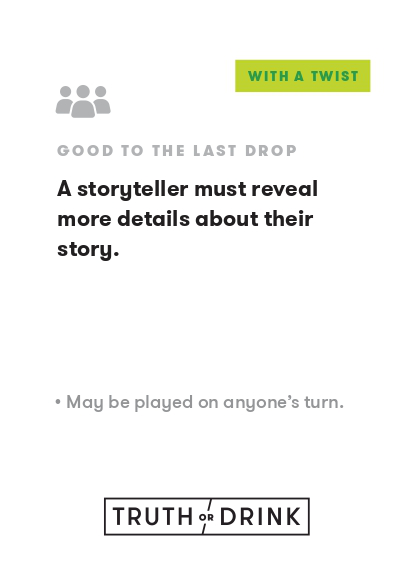 WITH A TWIST
GOOD TO THE LAST DROP
A storyteller must reveal
more details about their
story.
• May be played on anyone's turn.
TRUTH OR DRINK